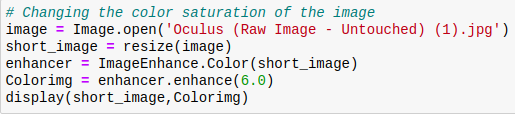 # Changing the color saturation of the image
image = Image.open('Oculus (Raw Image - Untouched) (1).jpg')
short_image = resize(image)
enhancer = ImageEnhance.Color(short_image)
Colorimg = enhancer.enhance(6.0)
display(short_image,Colorimg)